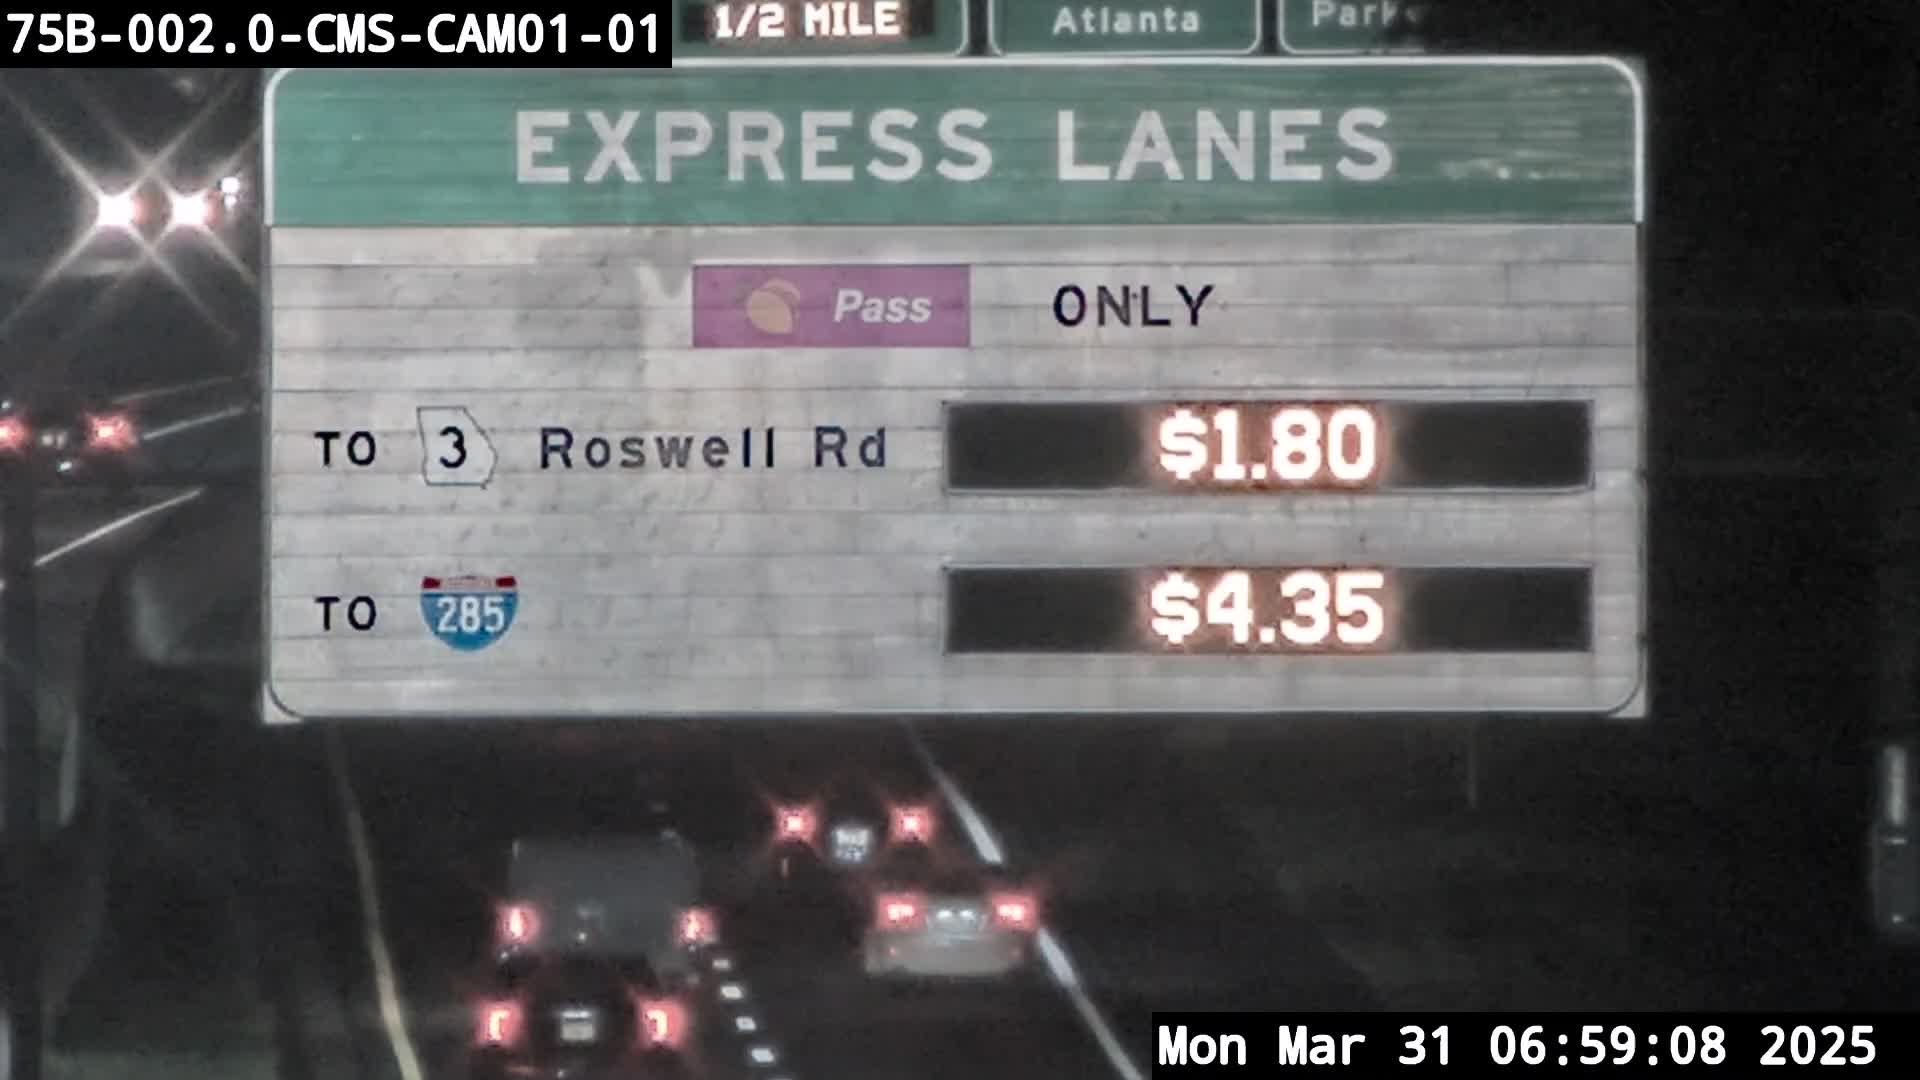 75B-002.0-CMS-CAM01-01
1/2 MILE
Atlanta
EXPRESS LANES
Pass ONLY
TO 3 Roswell Rd $1.80
TO 285 $4.35
Mon Mar 31 06:59:08 2025